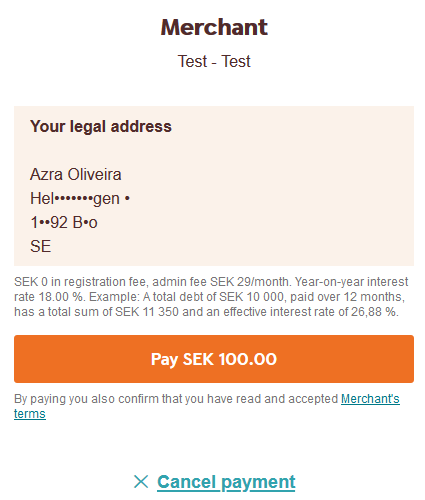 Merchant
Test - Test
Your legal address
Azra Oliveira
Hel•••••••gen •
1••92 B•o
SE
SEK 0 in registration fee, admin fee SEK 29/month. Year-on-year interest
rate 18.00 %. Example: A total debt of SEK 10 000, paid over 12 months,
has a total sum of SEK 11 350 and an effective interest rate of 26,88 %.
Pay SEK 100.00
By paying you also confirm that you have read and accepted Merchant's
terms
Cancel payment